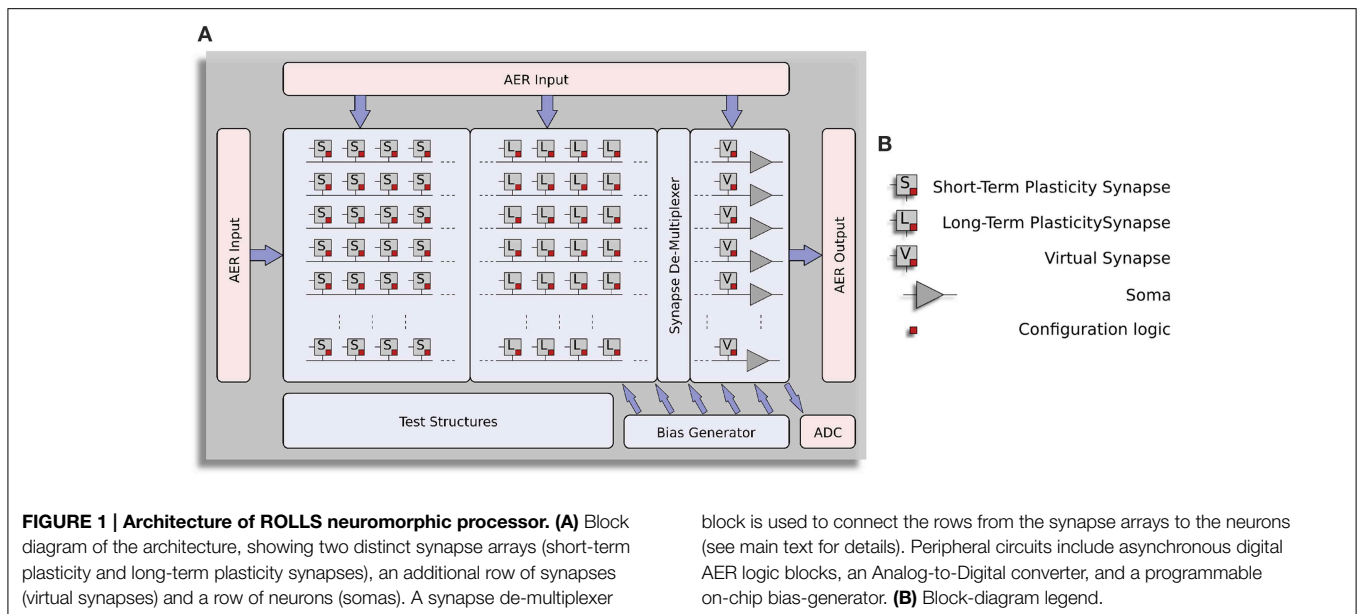 A
AER Input
AER Input
S S S S L L L L V
S S S S L L L L V
S S S S L L L L V
S S S S L L L L V
S S S S L L L L V
S S S S L L L L V
Synapse De-Multiplexer
AER Output
Test Structures
Bias Generator
ADC
B
S Short-Term Plasticity Synapse
L Long-Term PlasticitySynapse
V Virtual Synapse
Soma
Configuration logic
FIGURE 1 | Architecture of ROLLS neuromorphic processor. (A) Block
diagram of the architecture, showing two distinct synapse arrays (short-term
plasticity and long-term plasticity synapses), an additional row of synapses
(virtual synapses) and a row of neurons (somas). A synapse de-multiplexer
block is used to connect the rows from the synapse arrays to the neurons
(see main text for details). Peripheral circuits include asynchronous digital
AER logic blocks, an Analog-to-Digital converter, and a programmable
on-chip bias-generator. (B) Block-diagram legend.